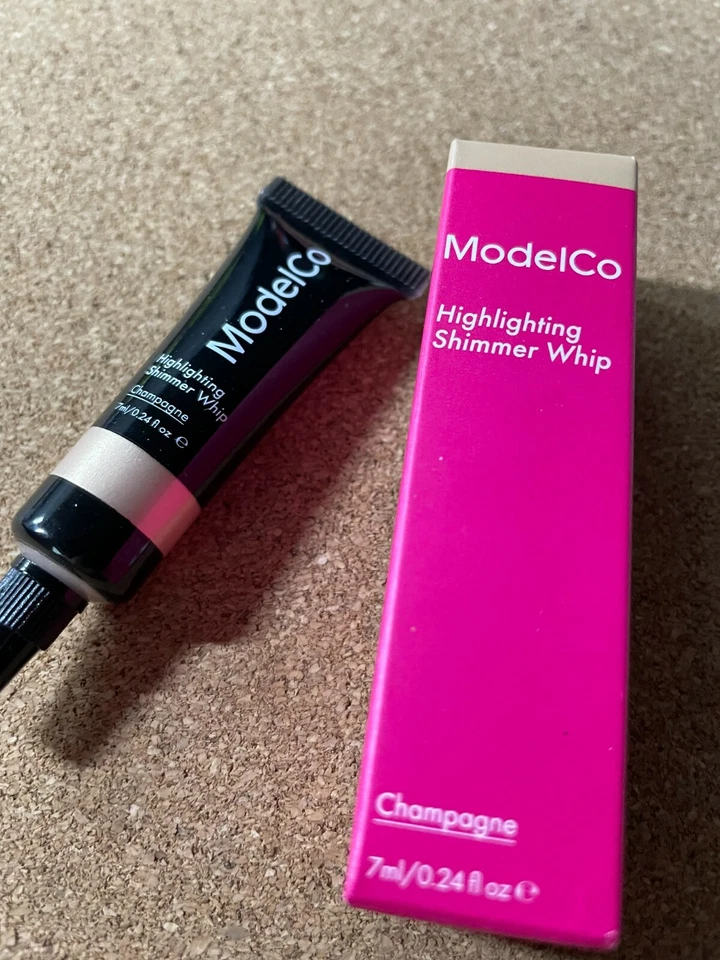 ModelCo
Highlighting
Shimmer Whip
Champagne
7ml/0.24 fl oz ℮
ModelCo
Highlighting
Shimmer Whip
Champagne
7ml/0.24 fl oz ℮